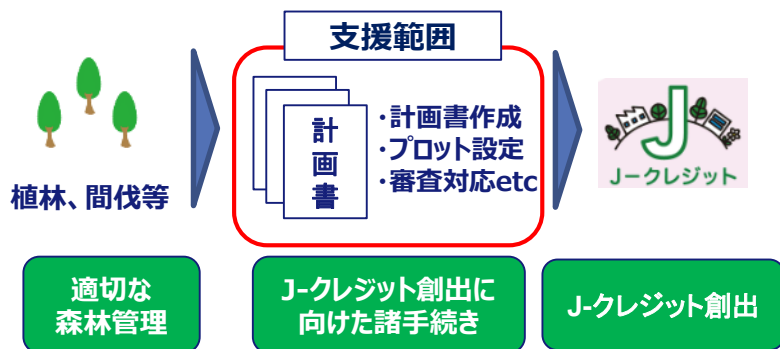 支援範囲
植林、間伐等
計画書
・計画書作成
・プロット設定
・審査対応etc
J
Jークレジット
適切な
森林管理
J-クレジット創出に
向けた諸手続き
J-クレジット創出